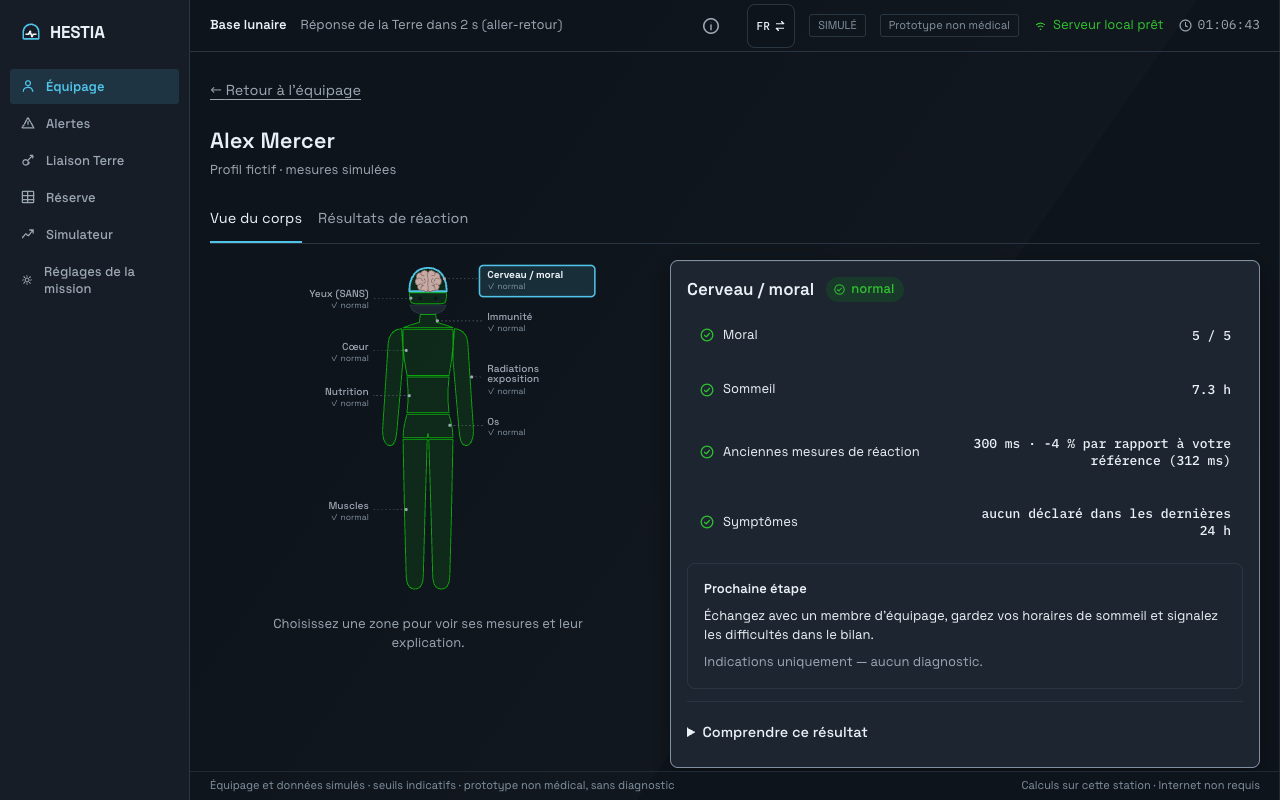 HESTIA
Équipage
Alertes
Liaison Terre
Réserve
Simulateur
Réglages de la
mission
Base lunaire
Réponse de la Terre dans 2 s (aller-retour)
FR ⇄
SIMULÉ
Prototype non médical
Serveur local prêt
01:06:43
← Retour à l'équipage
Alex Mercer
Profil fictif · mesures simulées
Vue du corps
Résultats de réaction
Cerveau / moral
✓ normal
Yeux (SANS)
✓ normal
Immunité
✓ normal
Cœur
✓ normal
Radiations
exposition
✓ normal
Nutrition
✓ normal
Os
✓ normal
Muscles
✓ normal
Choisissez une zone pour voir ses mesures et leur
explication.
Cerveau / moral
normal
Moral
5 / 5
Sommeil
7.3 h
Anciennes mesures de réaction
300 ms · -4 % par rapport à votre
référence (312 ms)
Symptômes
aucun déclaré dans les dernières
24 h
Prochaine étape
Échangez avec un membre d'équipage, gardez vos horaires de sommeil et signalez
les difficultés dans le bilan.
Indications uniquement — aucun diagnostic.
▶ Comprendre ce résultat
Équipage et données simulés · seuils indicatifs · prototype non médical, sans diagnostic
Calculs sur cette station · Internet non requis